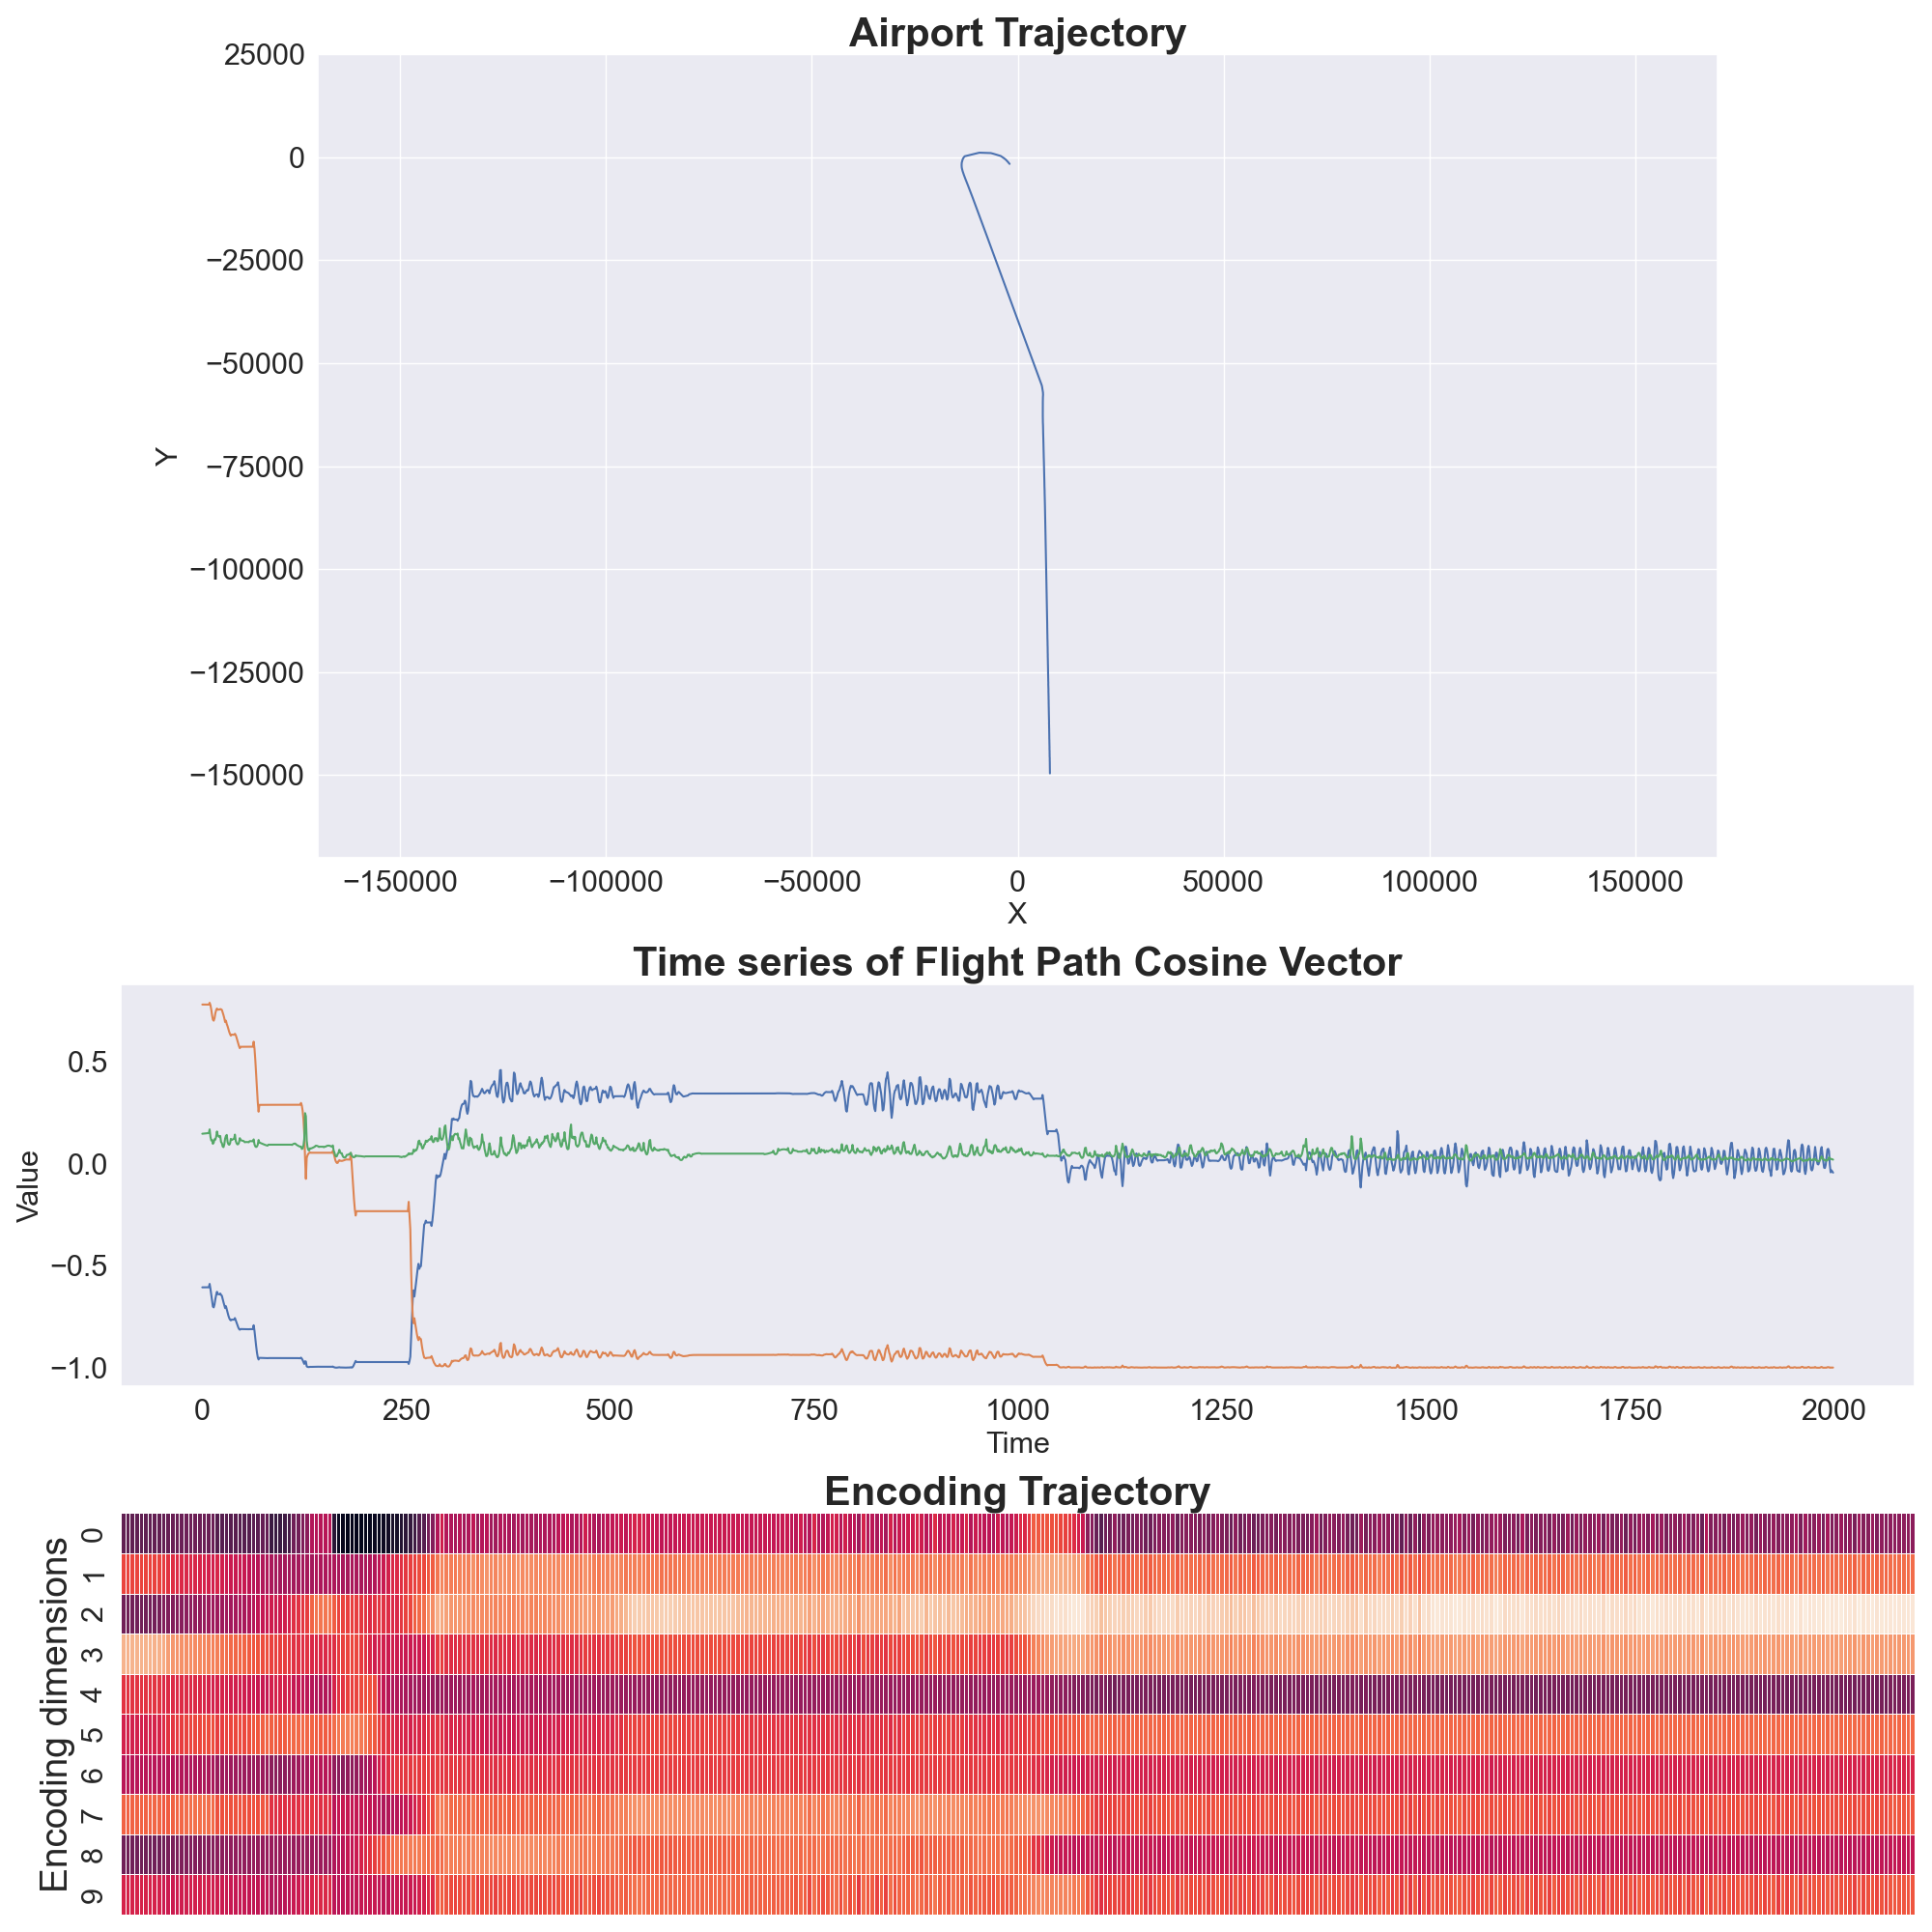 Airport Trajectory
25000
0
−25000
−50000
−75000
−100000
−125000
−150000
Y
−150000 −100000 −50000 0 50000 100000 150000
X
Time series of Flight Path Cosine Vector
0.5
0.0
−0.5
−1.0
Value
0 250 500 750 1000 1250 1500 1750 2000
Time
Encoding Trajectory
0
1
2
3
4
5
6
7
8
9
Encoding dimensions